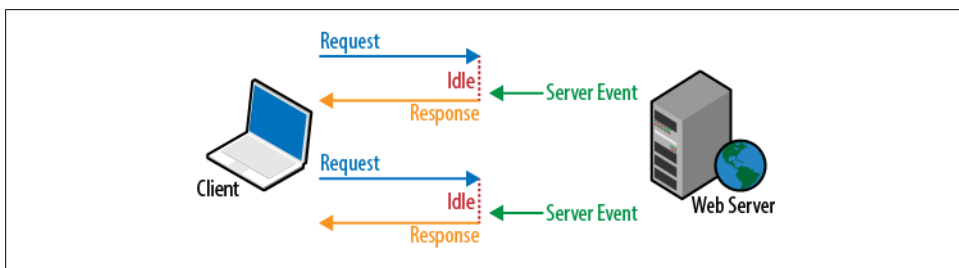 Request
Idle
Server Event
Response
Request
Client
Idle
Server Event
Web Server
Response